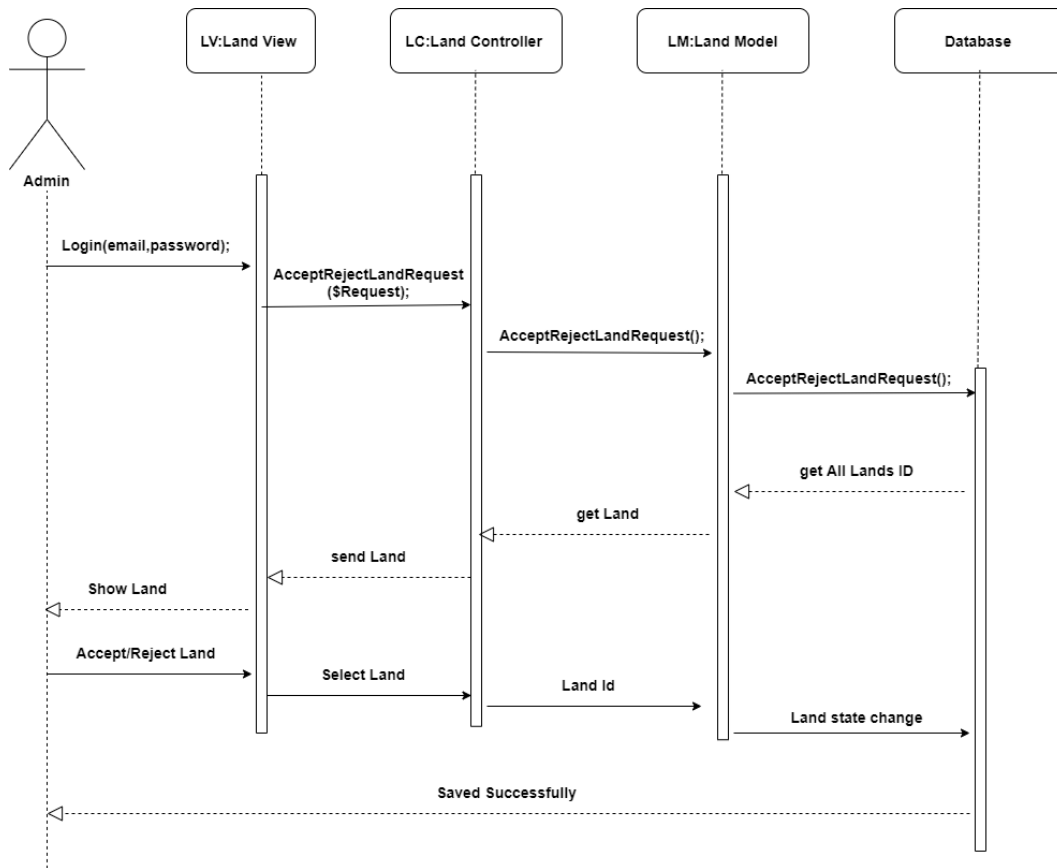 LV:Land View
LC:Land Controller
LM:Land Model
Database
Admin
Login(email,password);
AcceptRejectLandRequest
($Request);
AcceptRejectLandRequest();
AcceptRejectLandRequest();
get All Lands ID
get Land
send Land
Show Land
Accept/Reject Land
Select Land
Land Id
Land state change
Saved Successfully